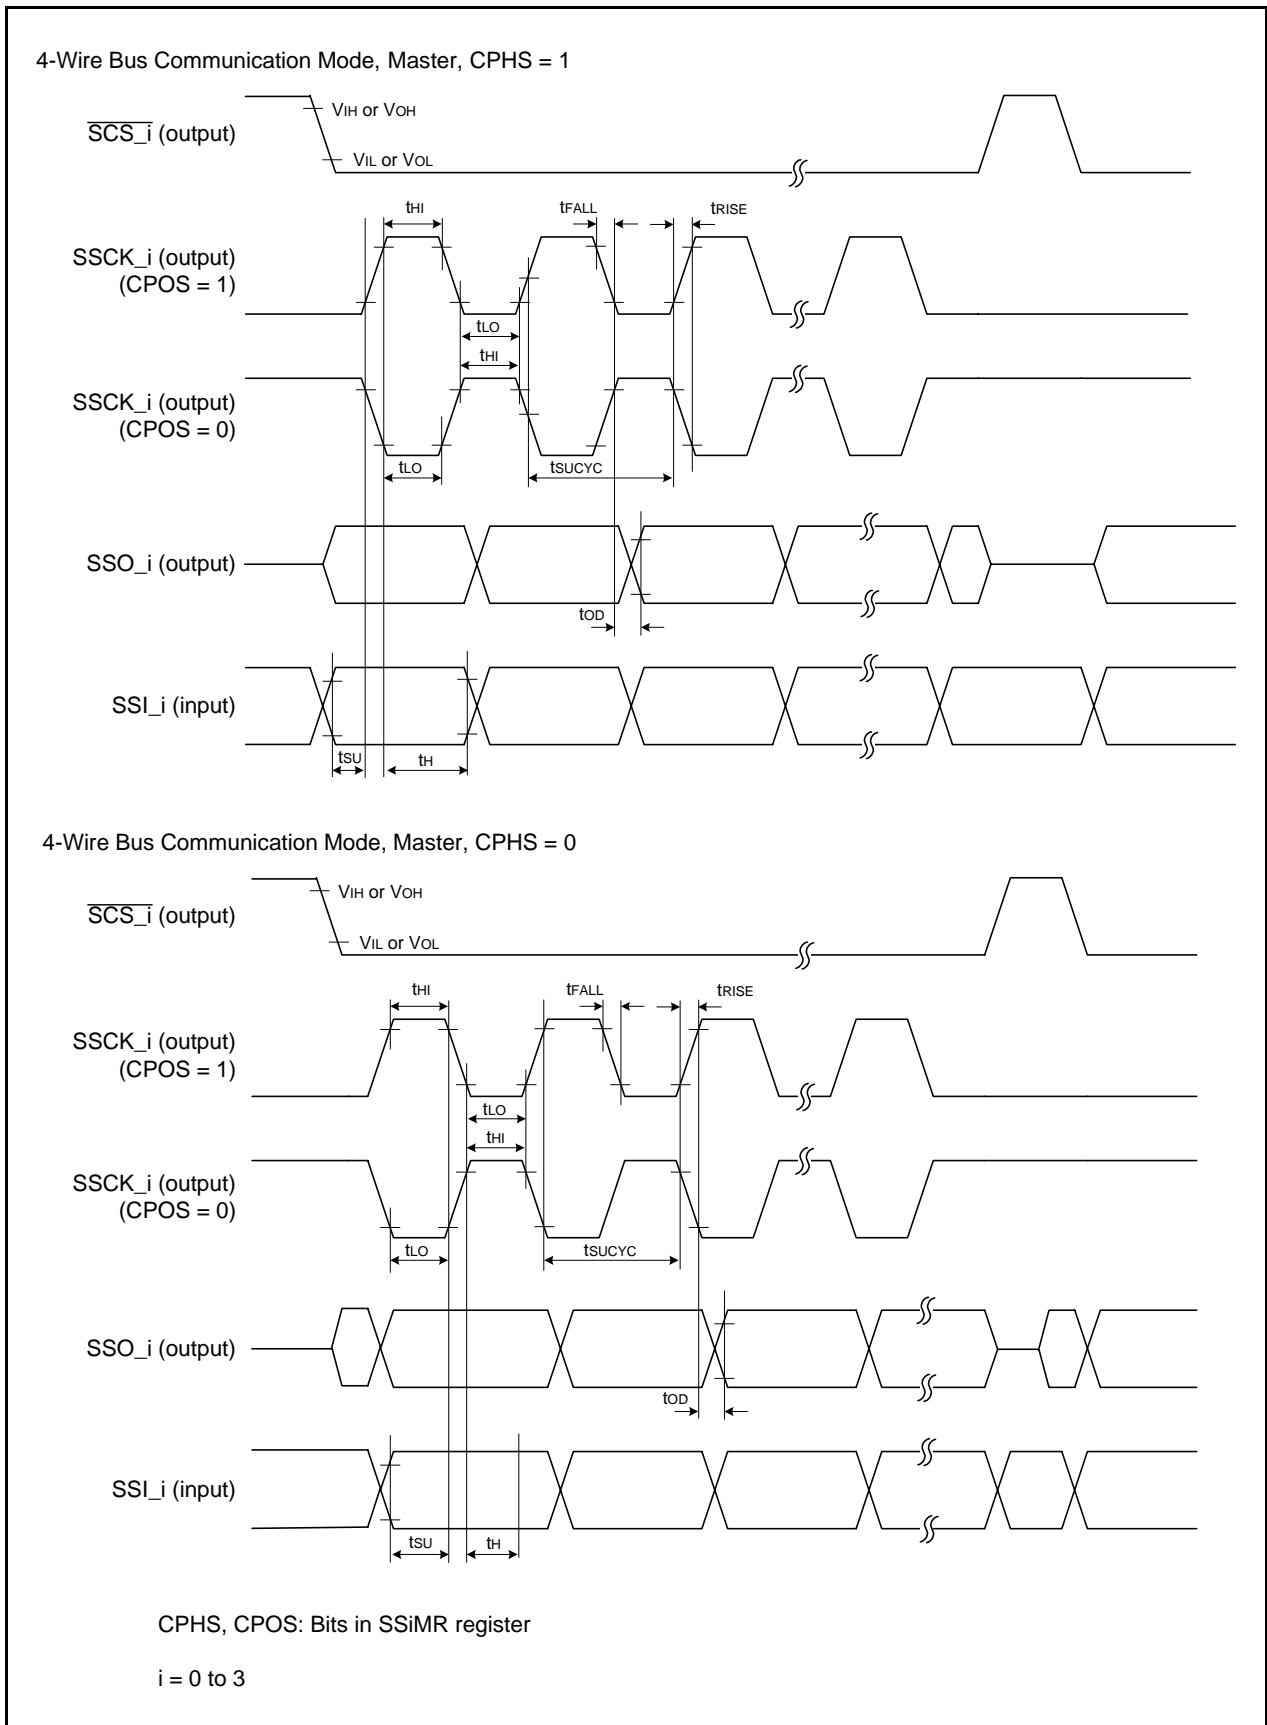 4-Wire Bus Communication Mode, Master, CPHS = 1
SCS_i (output)
VIH or VOH
VIL or VOL
tHI
tFALL
tRISE
SSCK_i (output)
(CPOS = 1)
tLO
tHI
SSCK_i (output)
(CPOS = 0)
tLO
tSUCYC
SSO_i (output)
tOD
SSI_i (input)
tSU
tH
4-Wire Bus Communication Mode, Master, CPHS = 0
SCS_i (output)
VIH or VOH
VIL or VOL
tHI
tFALL
tRISE
SSCK_i (output)
(CPOS = 1)
tLO
tHI
SSCK_i (output)
(CPOS = 0)
tLO
tSUCYC
SSO_i (output)
tOD
SSI_i (input)
tSU
tH
CPHS, CPOS: Bits in SSiMR register
i = 0 to 3